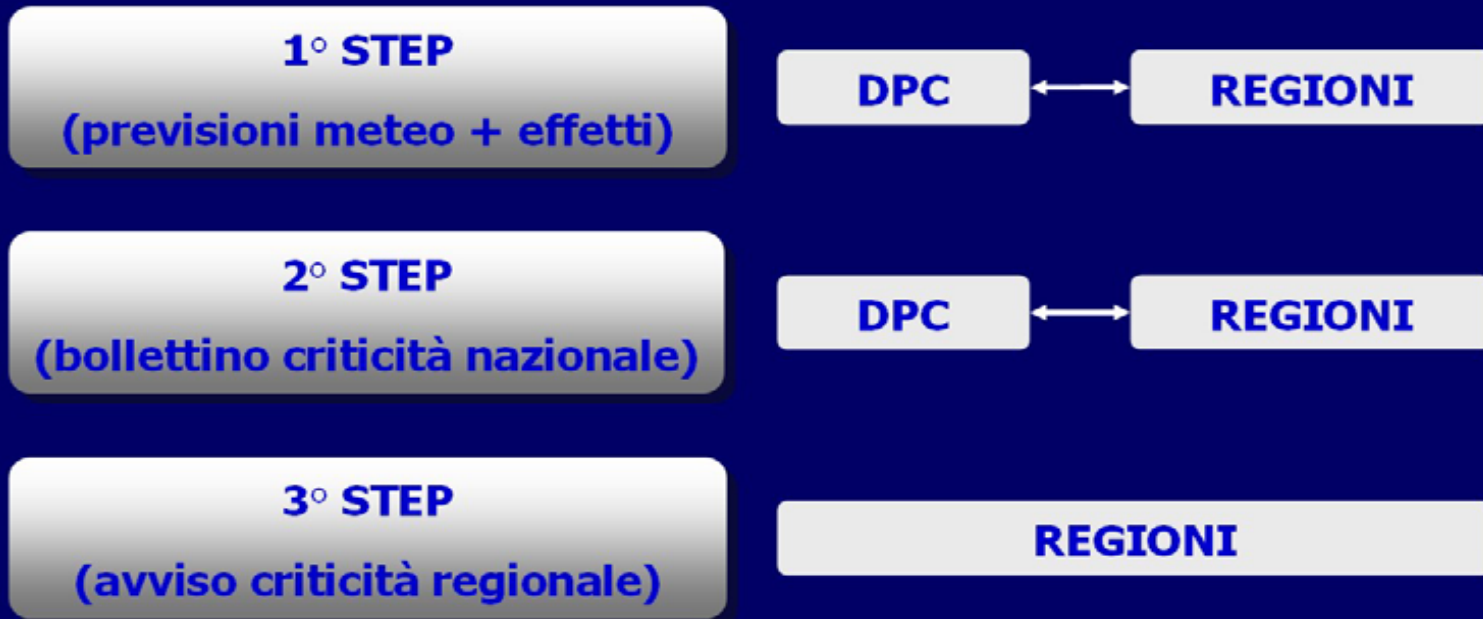 1° STEP
(previsioni meteo + effetti)
DPC
REGIONI
2° STEP
(bollettino criticità nazionale)
DPC
REGIONI
3° STEP
(avviso criticità regionale)
REGIONI